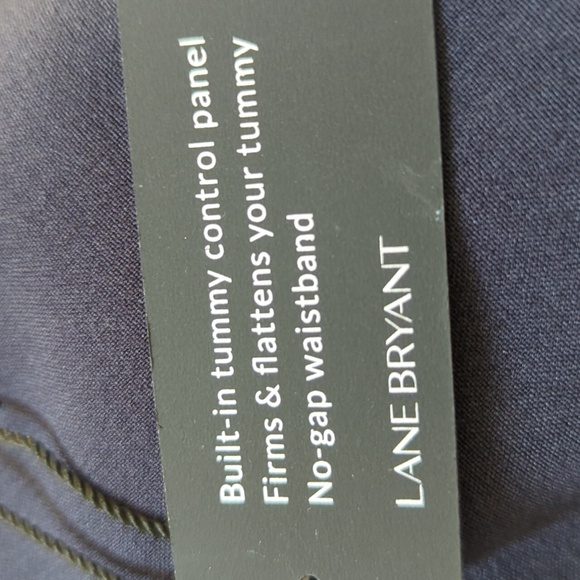 Built-in tummy control panel
Firms & flattens your tummy
No-gap waistband
LANE BRYANT